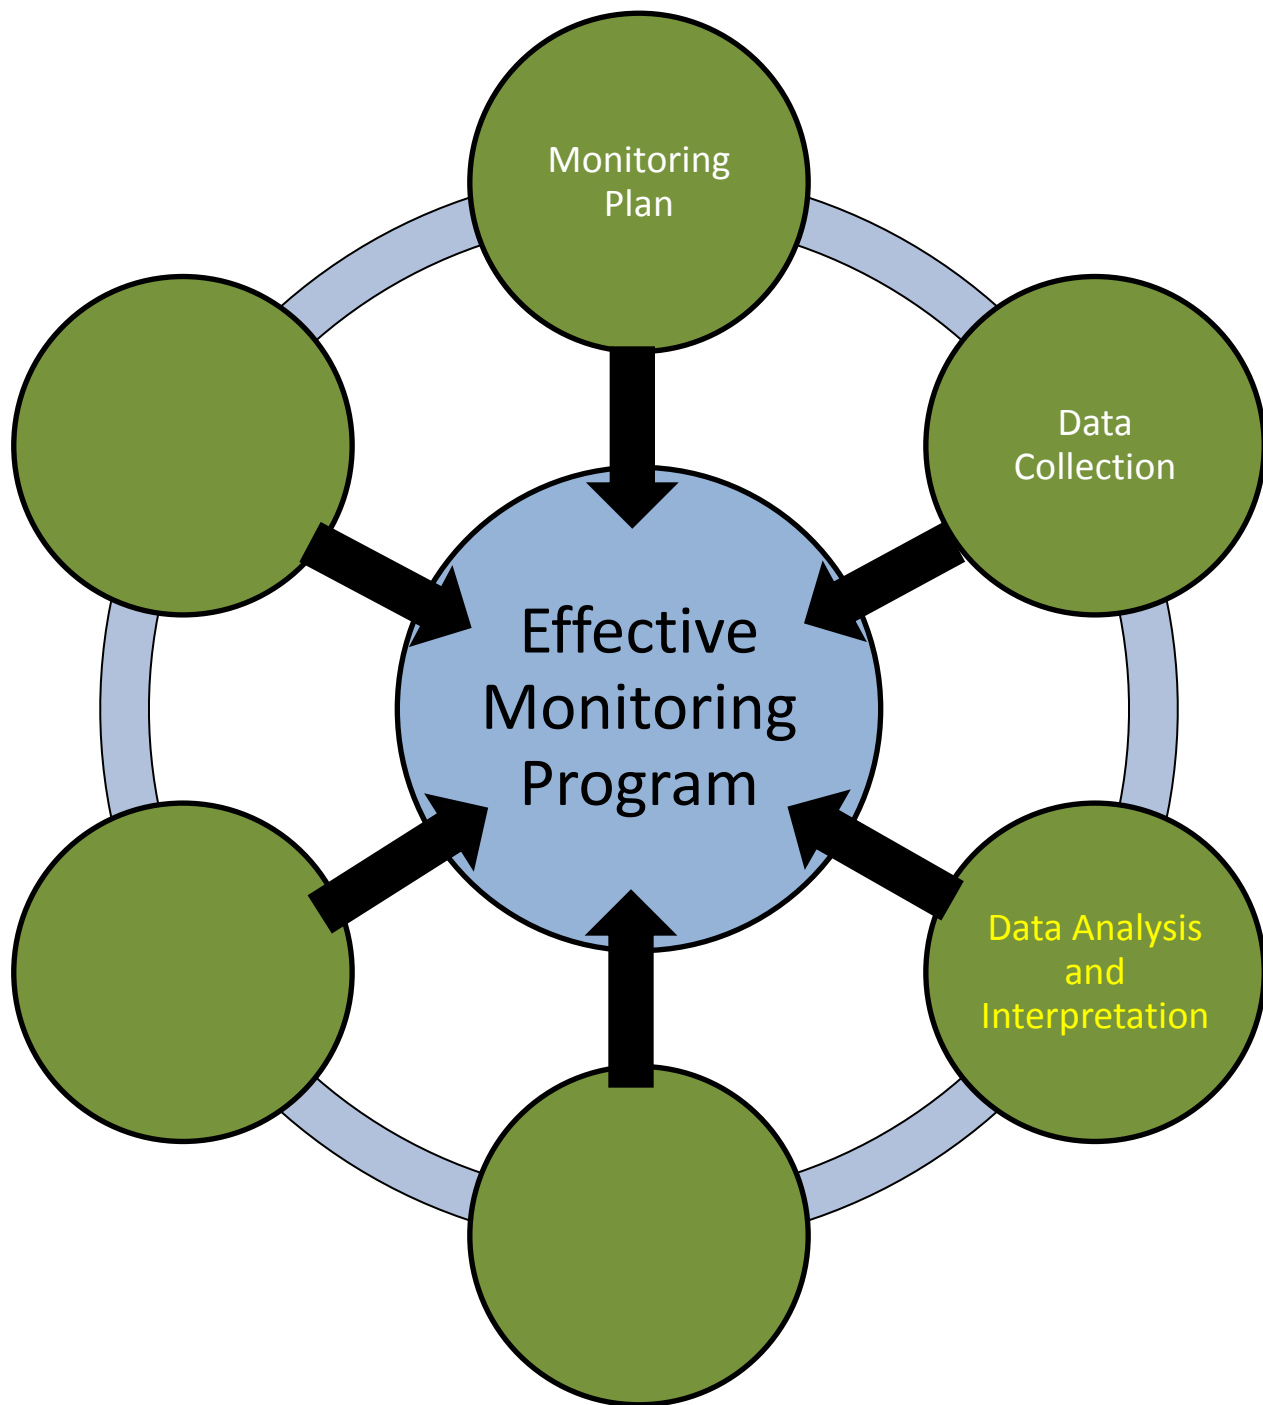 Monitoring
Plan
Data
Collection
Effective
Monitoring
Program
Data Analysis
and
Interpretation